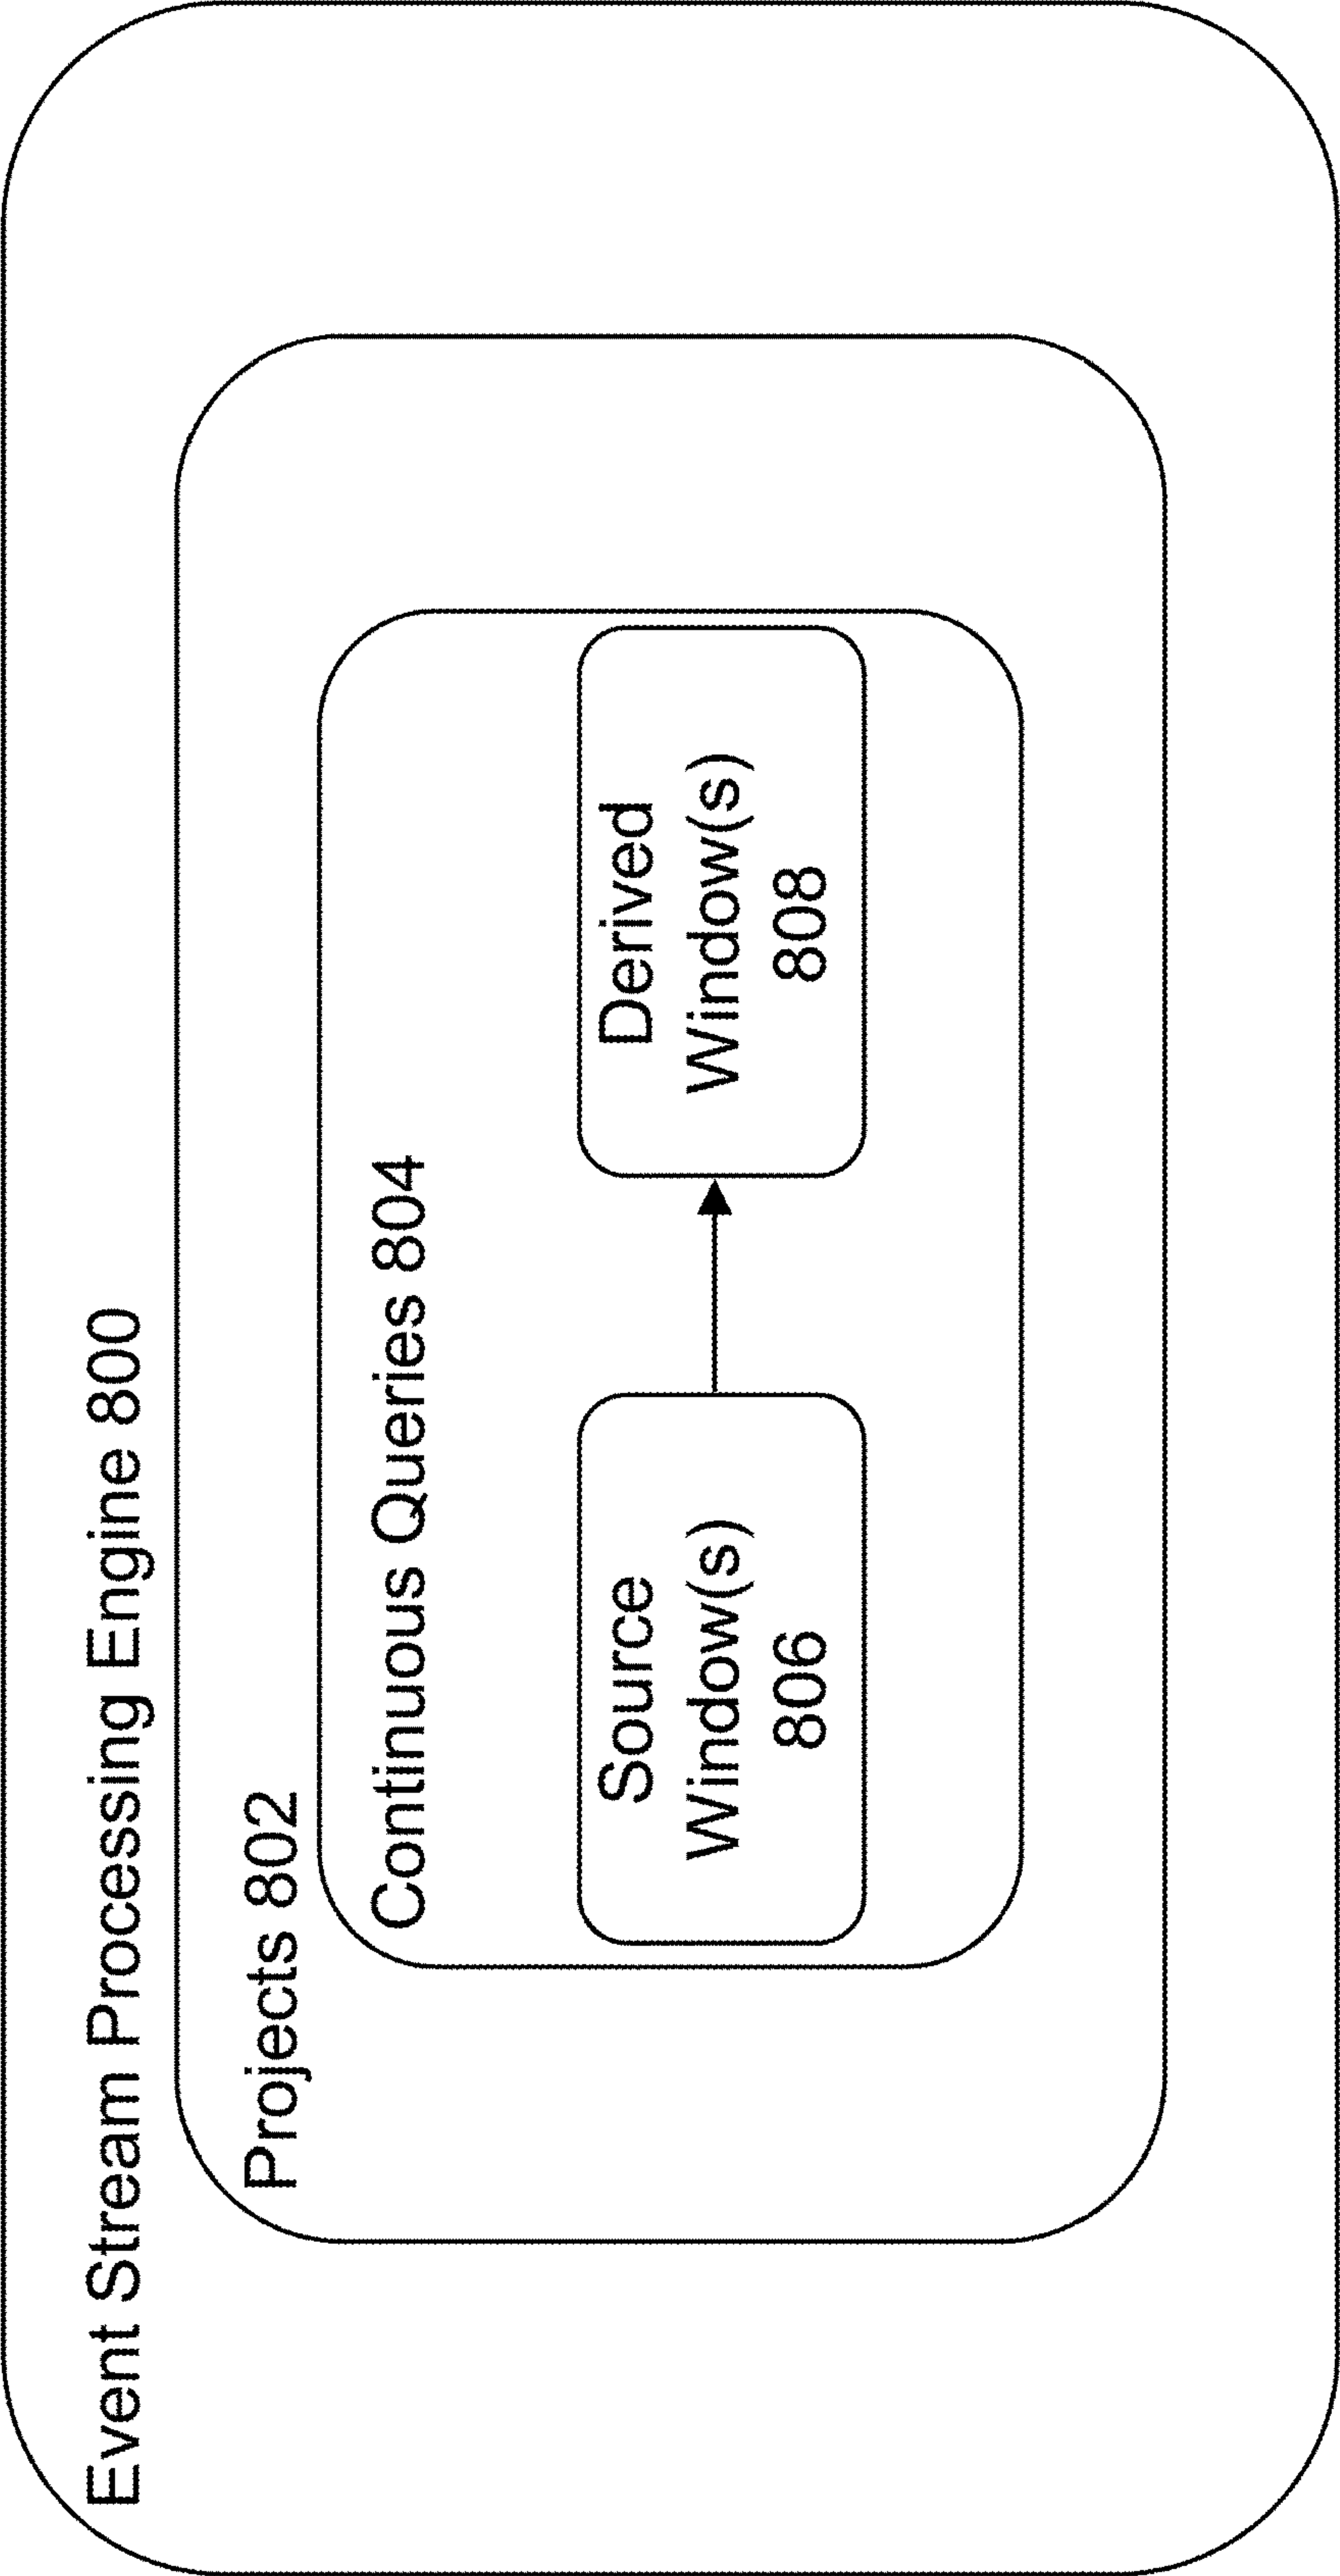 Event Stream Processing Engine 800
Projects 802
Continuous Queries 804
Source
Window(s)
806
Derived
Window(s)
808